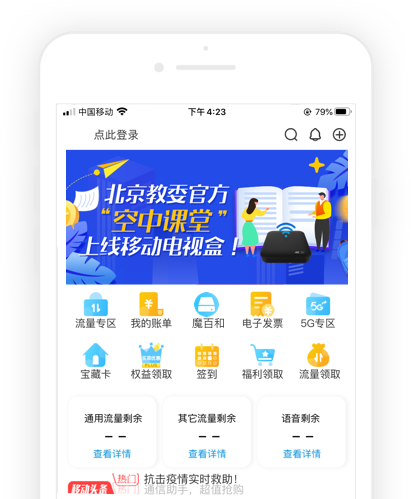 中国移动 下午 4:23 79%
点此登录
北京教委官方
“空中课堂”
上线移动电视盒！
流量专区 我的账单 魔百和 电子发票 5G专区
宝藏卡 权益领取 签到 福利领取 流量领取
通用流量剩余 其它流量剩余 语音剩余
-- -- --
查看详情 查看详情 查看详情
热门 抗击疫情实时救助！
移动头条 热门 通信助手，超值抢购